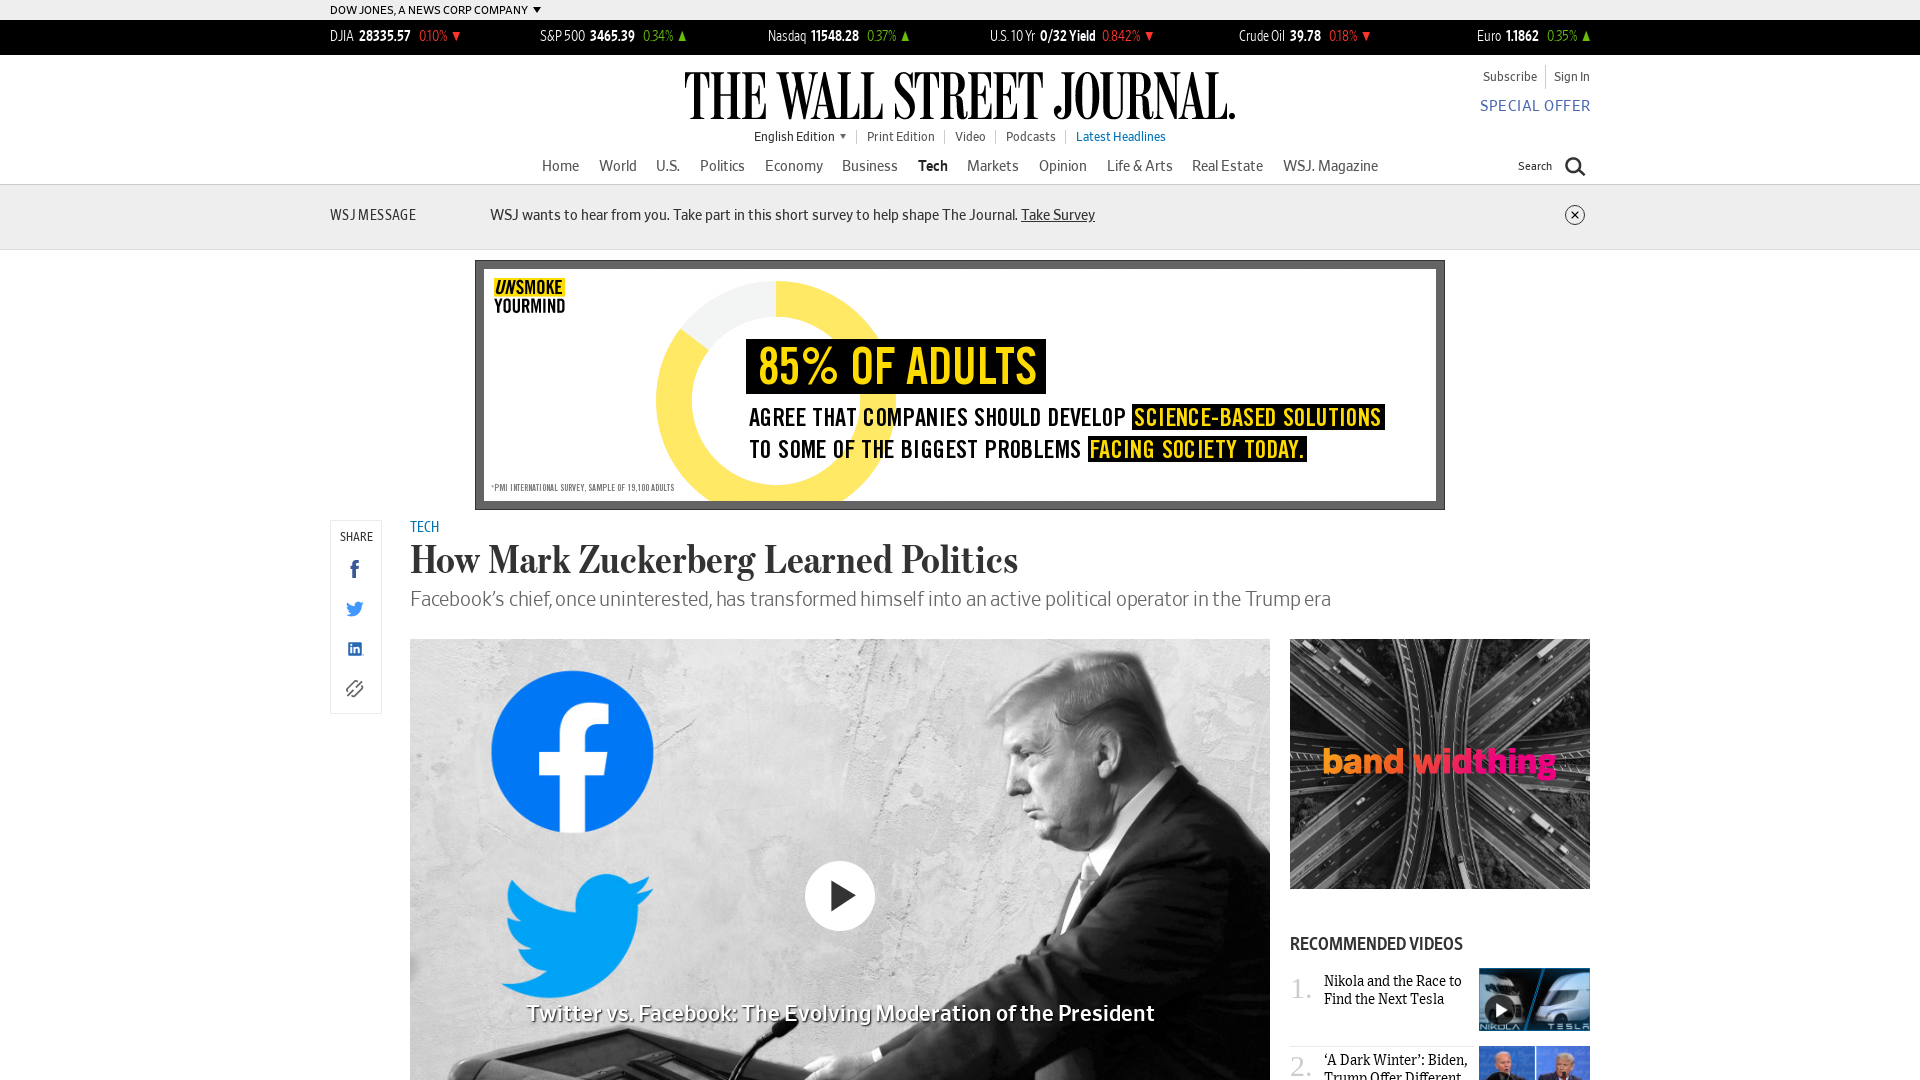 DOW JONES, A NEWS CORP COMPANY
DJIA 28335.57 0.10% S&P 500 3465.39 0.34% Nasdaq 11548.28 0.37% U.S. 10 Yr 0/32 Yield 0.842% Crude Oil 39.78 0.18% Euro 1.1862 0.35%
THE WALL STREET JOURNAL.
Subscribe Sign In
SPECIAL OFFER
English Edition Print Edition Video Podcasts Latest Headlines
Home World U.S. Politics Economy Business Tech Markets Opinion Life & Arts Real Estate WSJ. Magazine Search
WSJ MESSAGE WSJ wants to hear from you. Take part in this short survey to help shape The Journal. Take Survey
UNSMOKE
YOURMIND
85% OF ADULTS
AGREE THAT COMPANIES SHOULD DEVELOP SCIENCE-BASED SOLUTIONS
TO SOME OF THE BIGGEST PROBLEMS FACING SOCIETY TODAY.
*PMI INTERNATIONAL SURVEY, SAMPLE OF 19,100 ADULTS
SHARE
TECH
How Mark Zuckerberg Learned Politics
Facebook’s chief, once uninterested, has transformed himself into an active political operator in the Trump era
Twitter vs. Facebook: The Evolving Moderation of the President
band widthing
RECOMMENDED VIDEOS
1. Nikola and the Race to
Find the Next Tesla
NIKOLA TESLA
2. ‘A Dark Winter’: Biden,
Trump Offer Different